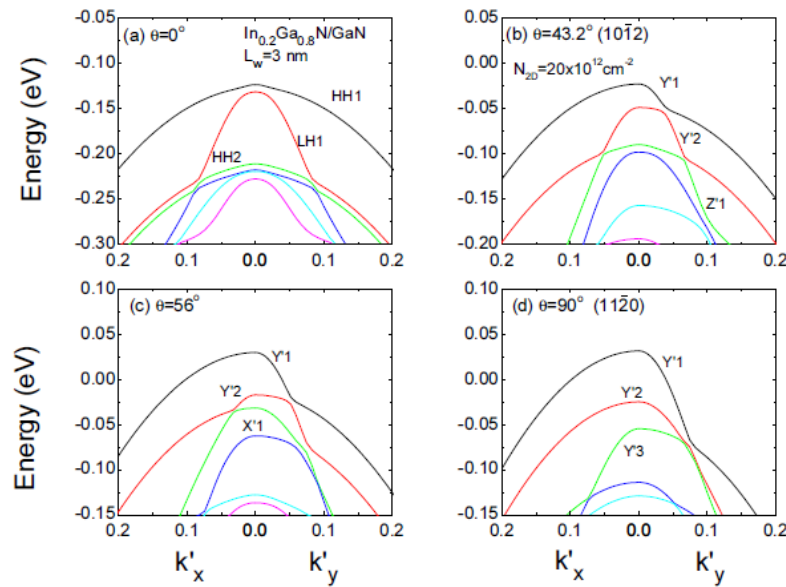 (a) θ=0°
In0.2Ga0.8N/GaN
Lw=3 nm
HH1
LH1
HH2
Energy (eV)
-0.05
-0.10
-0.15
-0.20
-0.25
-0.30
0.2
0.1
0.0
0.1
0.2
(b) θ=43.2° (101̄2)
N2D=20x10^12cm^-2
Y'1
Y'2
Z'1
0.05
0.00
-0.05
-0.10
-0.15
-0.20
0.2
0.1
0.0
0.1
0.2
(c) θ=56°
Y'1
Y'2
X'1
Energy (eV)
0.10
0.05
0.00
-0.05
-0.10
-0.15
0.2
0.1
0.0
0.1
0.2
k'x
k'y
(d) θ=90° (112̄0)
Y'1
Y'2
Y'3
0.10
0.05
0.00
-0.05
-0.10
-0.15
0.2
0.1
0.0
0.1
0.2
k'x
k'y